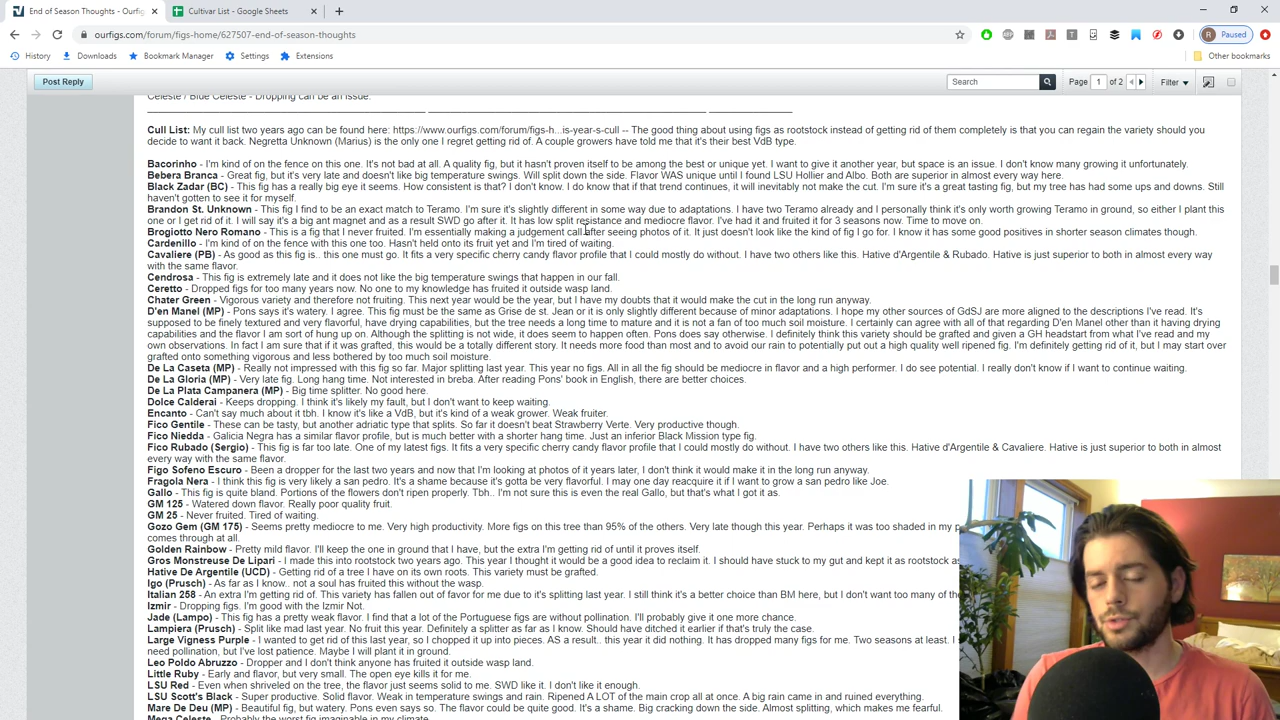 End of Season Thoughts - Ourfig
Cultivar List - Google Sheets
ourfigs.com/forum/figs-home/627507-end-of-season-thoughts
Paused
History
Downloads
Bookmark Manager
Settings
Extensions
Other bookmarks
Post Reply
Search
Page 1 of 2
Filter
Celeste / Blue Celeste - Dropping can be an issue.
Cull List: My cull list two years ago can be found here: https://www.ourfigs.com/forum/figs-h...is-year-s-cull -- The good thing about using figs as rootstock instead of getting rid of them completely is that you can regain the variety should you
decide to want it back. Negretta Unknown (Marius) is the only one I regret getting rid of. A couple growers have told me that it's their best VdB type.
Bacorinho - I'm kind of on the fence on this one. It's not bad at all. A quality fig, but it hasn't proven itself to be among the best or unique yet. I want to give it another year, but space is an issue. I don't know many growing it unfortunately.
Bebera Branca - Great fig, but it's very late and doesn't like big temperature swings. Will split down the side. Flavor WAS unique until I found LSU Hollier and Albo. Both are superior in almost every way here.
Black Zadar (BC) - This fig has a really big eye it seems. How consistent is that? I don't know. I do know that if that trend continues, it will inevitably not make the cut. I'm sure it's a great tasting fig, but my tree has had some ups and downs. Still
haven't gotten to see it for myself.
Brandon St. Unknown - This fig I find to be an exact match to Teramo. I'm sure it's slightly different in some way due to adaptations. I have two Teramo already and I personally think it's only worth growing Teramo in ground, so either I plant this
one or I get rid of it. I will say it's a big ant magnet and as a result SWD go after it. It has low split resistance and mediocre flavor. I've had it and fruited it for 3 seasons now. Time to move on.
Brogiotto Nero Romano - This is a fig that I never fruited. I'm essentially making a judgement call after seeing photos of it. It just doesn't look like the kind of fig I go for. I know it has some good positives in shorter season climates though.
Cardenillo - I'm kind of on the fence with this one too. Hasn't held onto its fruit yet and I'm tired of waiting.
Cavaliere (PB) - As good as this fig is.. this one must go. It fits a very specific cherry candy flavor profile that I could mostly do without. I have two others like this. Hative d'Argentile & Rubado. Hative is just superior to both in almost every way
with the same flavor.
Cendrosa - This fig is extremely late and it does not like the big temperature swings that happen in our fall.
Ceretto - Dropped figs for too many years now. No one to my knowledge has fruited it outside wasp land.
Chater Green - Vigorous variety and therefore not fruiting. This next year would be the year, but I have my doubts that it would make the cut in the long run anyway.
D'en Manel (MP) - Pons says it's watery. I agree. This fig must be the same as Grise de st. Jean or it is only slightly different because of minor adaptations. I hope my other sources of GdSJ are more aligned to the descriptions I've read. It's
supposed to be finely textured and very flavorful, have drying capabilities, but the tree needs a long time to mature and is not a fan of too much soil moisture. I certainly can agree with all of that regarding D'en Manel other than it having drying
capabilities and the flavor I am sort of hung up on. Although the splitting is not wide, it does seem to happen often. Pons does say otherwise. I definitely think this variety should be grafted and given a GH headstart from what I've read and my
own observations. In fact I am sure that if it was grafted, this would be a totally different story. It needs more food than most and to avoid our rain to potentially put out a high quality well ripened fig. I'm definitely getting rid of it, but I may start over
grafted onto something vigorous and less bothered by too much soil moisture.
De La Caseta (MP) - Really not impressed with this fig so far. Major splitting last year. This year no figs. All in all the fig should be mediocre in flavor and a high performer. I do see potential. I really don't know if I want to continue waiting.
De La Gloria (MP) - Very late fig. Long hang time. Not interested in breba. After reading Pons' book in English, there are better choices.
De La Plata Campanera (MP) - Big time splitter. No good here.
Dolce Calderai - Keeps dropping. I think it's likely my fault, but I don't want to keep waiting.
Encanto - Can't say much about it tbh. I know it's like a VdB, but it's kind of a weak grower. Weak fruiter.
Fico Gentile - These can be tasty, but another adriatic type that splits. So far it doesn't beat Strawberry Verte. Very productive though.
Fico Niedda - Galicia Negra has a similar flavor profile, but is much better with a shorter hang time. Just an inferior Black Mission type fig.
Fico Rubado (Sergio) - This fig is far too late. One of my latest figs. It fits a very specific cherry candy flavor profile that I could mostly do without. I have two others like this. Hative d'Argentile & Cavaliere. Hative is just superior to both in almost
every way with the same flavor.
Figo Sofeno Escuro - Been a dropper for the last two years and now that I'm looking at photos of it years later, I don't think it would make it in the long run anyway.
Fragola Nera - I think this fig is very likely a san pedro. It's a shame because it's gotta be very flavorful. I may one day reacquire it if I want to grow a san pedro like Joe.
Gallo - This fig is quite bland. Portions of the flowers don't ripen properly. Tbh.. I'm not sure this is even the real Gallo, but that's what I got it as.
GM 125 - Watered down flavor. Really poor quality fruit.
GM 25 - Never fruited. Tired of waiting.
Gozo Gem (GM 175) - Seems pretty mediocre to me. Very high productivity. More figs on this tree than 95% of the others. Very late though this year. Perhaps it was too shaded in my p
comes through at all.
Golden Rainbow - Pretty mild flavor. I'll keep the one in ground that I have, but the extra I'm getting rid of until it proves itself.
Gros Monstreuse De Lipari - I made this into rootstock two years ago. This year I thought it would be a good idea to reclaim it. I should have stuck to my gut and kept it as rootstock as
Hative De Argentile (UCD) - Getting rid of a tree I have on its own roots. This variety must be grafted.
Igo (Prusch) - As far as I know.. not a soul has fruited this without the wasp.
Italian 258 - An extra I'm getting rid of. This variety has fallen out of favor for me due to it's splitting last year. I still think it's a better choice than BM here, but I don't want too many of the
Izmir - Dropping figs. I'm good with the Izmir Not.
Jade (Lampo) - This fig has a pretty weak flavor. I find that a lot of the Portuguese figs are without pollination. I'll probably give it one more chance.
Lampiera (Prusch) - Split like mad last year. No fruit this year. Definitely a splitter as far as I know. Should have ditched it earlier if that's truly the case.
Large Vigness Purple - I wanted to get rid of this last year, so I chopped it up into pieces. AS a result.. this year it did nothing. It has dropped many figs for me. Two seasons at least. I
need pollination, but I've lost patience. Maybe I will plant it in ground.
Leo Poldo Abruzzo - Dropper and I don't think anyone has fruited it outside wasp land.
Little Ruby - Early and flavor, but very small. The open eye kills it for me.
LSU Red - Even when shriveled on the tree, the flavor just seems solid to me. SWD like it. I don't like it enough.
LSU Scott's Black - Super productive. Solid flavor. Weak in temperature swings and rain. Ripened A LOT of the main crop all at once. A big rain came in and ruined everything.
Mare De Deu (MP) - Beautiful fig, but watery. Pons even says so. The flavor could be quite good. It's a shame. Big cracking down the side. Almost splitting, which makes me fearful.
Mega Celeste - Probably the worst fig imaginable in my climate.